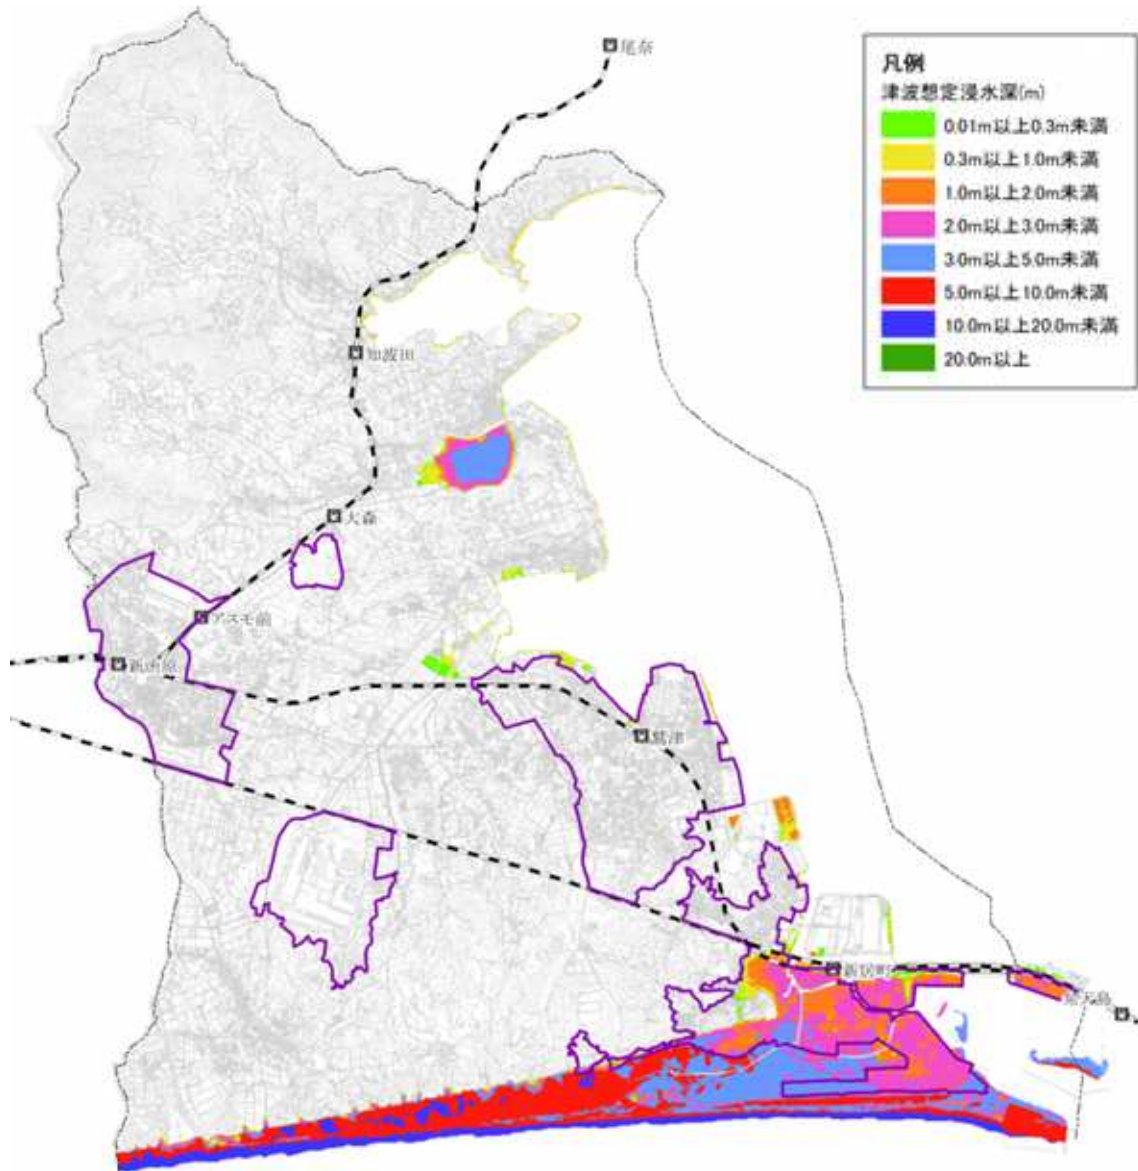 尾奈
凡例
津波想定浸水深(m)
0.01m以上0.3m未満
0.3m以上1.0m未満
1.0m以上2.0m未満
2.0m以上3.0m未満
3.0m以上5.0m未満
5.0m以上10.0m未満
10.0m以上20.0m未満
20.0m以上
知波田
大森
アスモ前
新所原
鷲津
新居町
弁天島